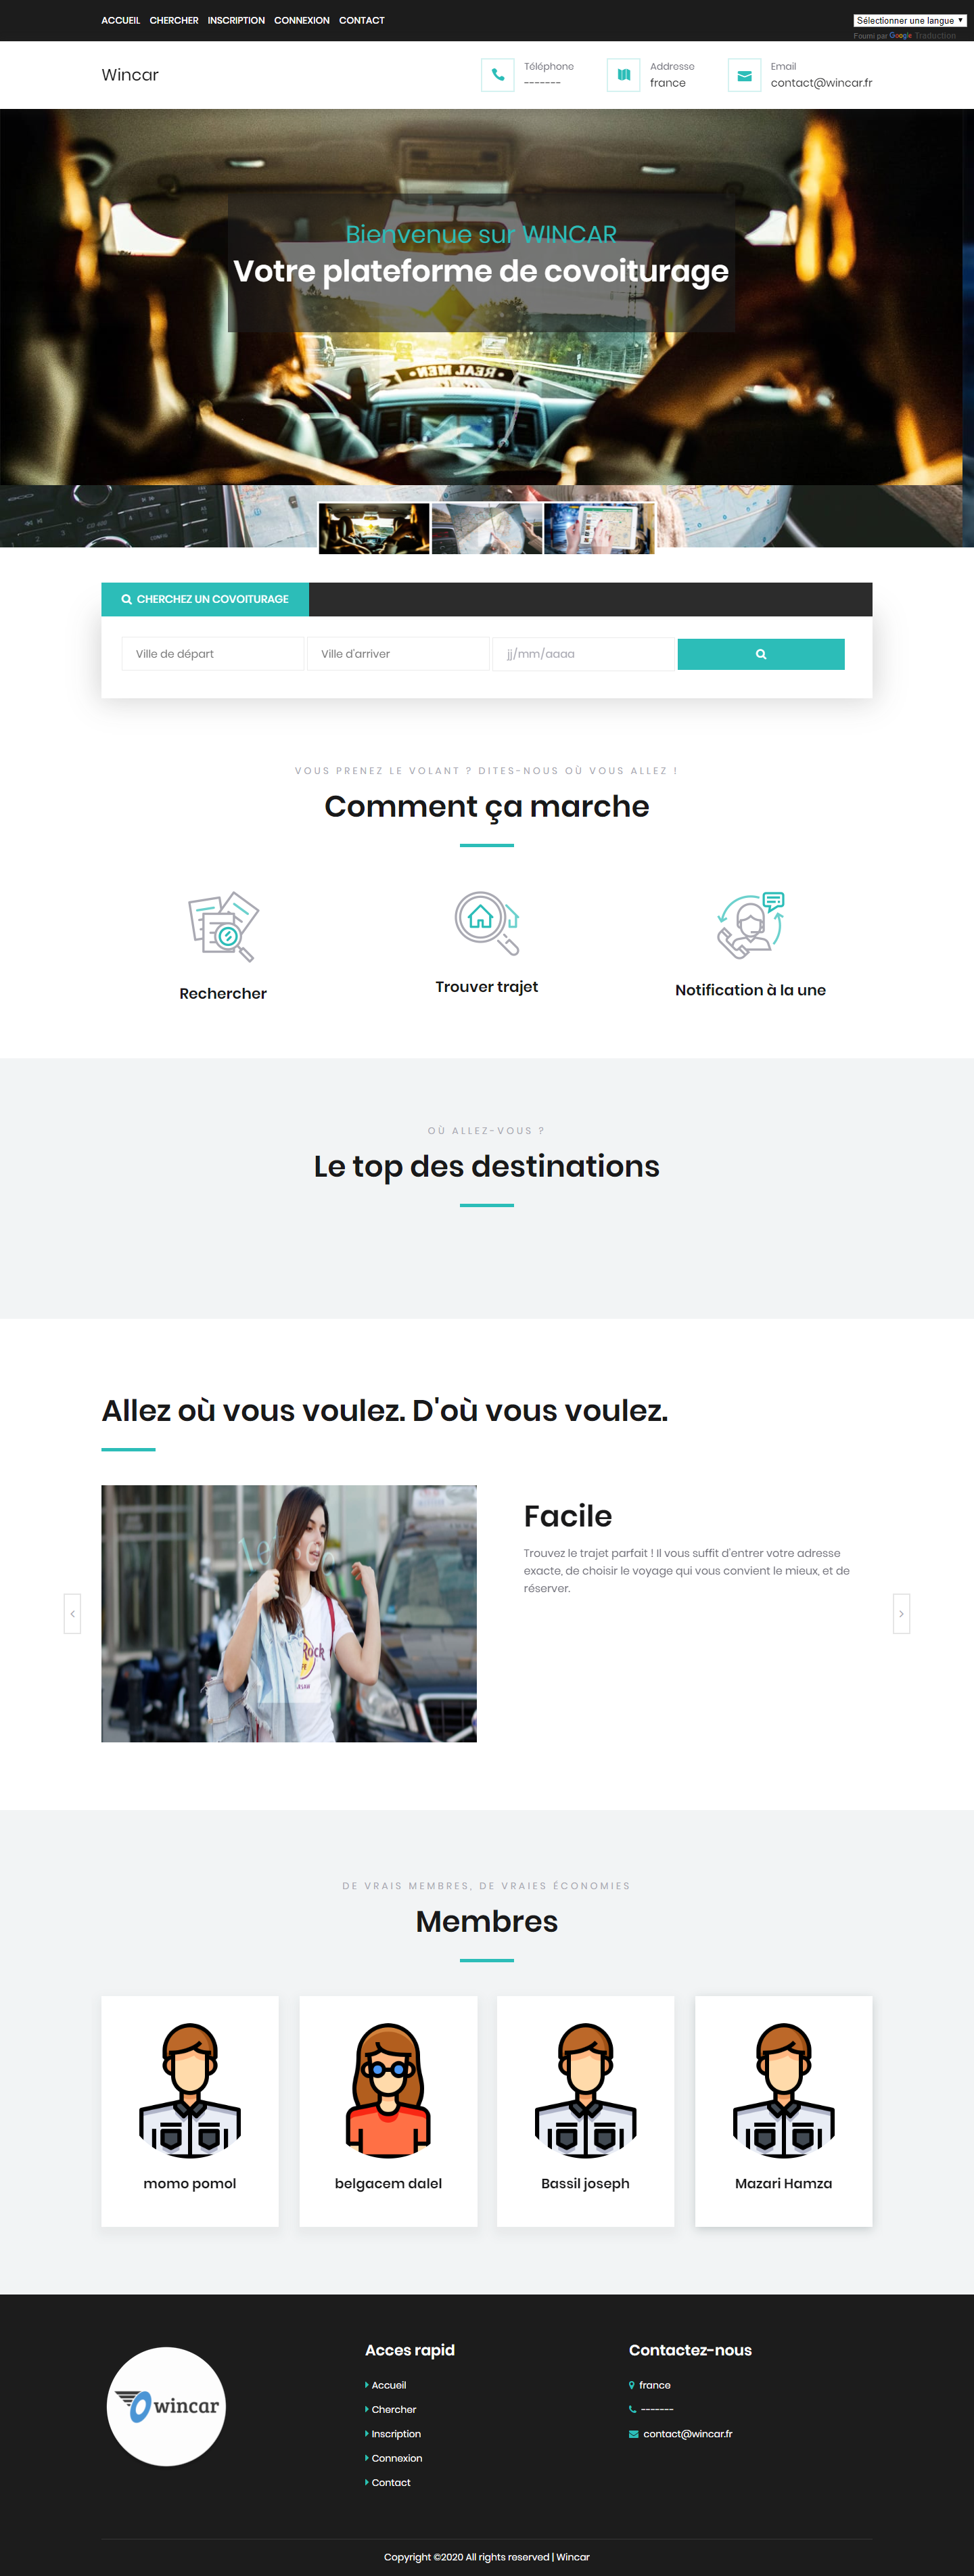 ACCUEIL CHERCHER INSCRIPTION CONNEXION CONTACT
Sélectionner une langue
Fourni par Google Traduction
Wincar
Téléphone
-------
Addresse
france
Email
contact@wincar.fr
Bienvenue sur WINCAR
Votre plateforme de covoiturage
REAL MEN
CHERCHEZ UN COVOITURAGE
Ville de départ
Ville d'arriver
jj/mm/aaaa
VOUS PRENEZ LE VOLANT ? DITES-NOUS OÙ VOUS ALLEZ !
Comment ça marche
Rechercher
Trouver trajet
Notification à la une
OÙ ALLEZ-VOUS ?
Le top des destinations
Allez où vous voulez. D'où vous voulez.
Facile
Trouvez le trajet parfait ! Il vous suffit d'entrer votre adresse
exacte, de choisir le voyage qui vous convient le mieux, et de
réserver.
Rock
DE VRAIS MEMBRES, DE VRAIES ÉCONOMIES
Membres
momo pomol
belgacem dalel
Bassil joseph
Mazari Hamza
wincar
Acces rapid
Accueil
Chercher
Inscription
Connexion
Contact
Contactez-nous
france
-------
contact@wincar.fr
Copyright ©2020 All rights reserved | Wincar